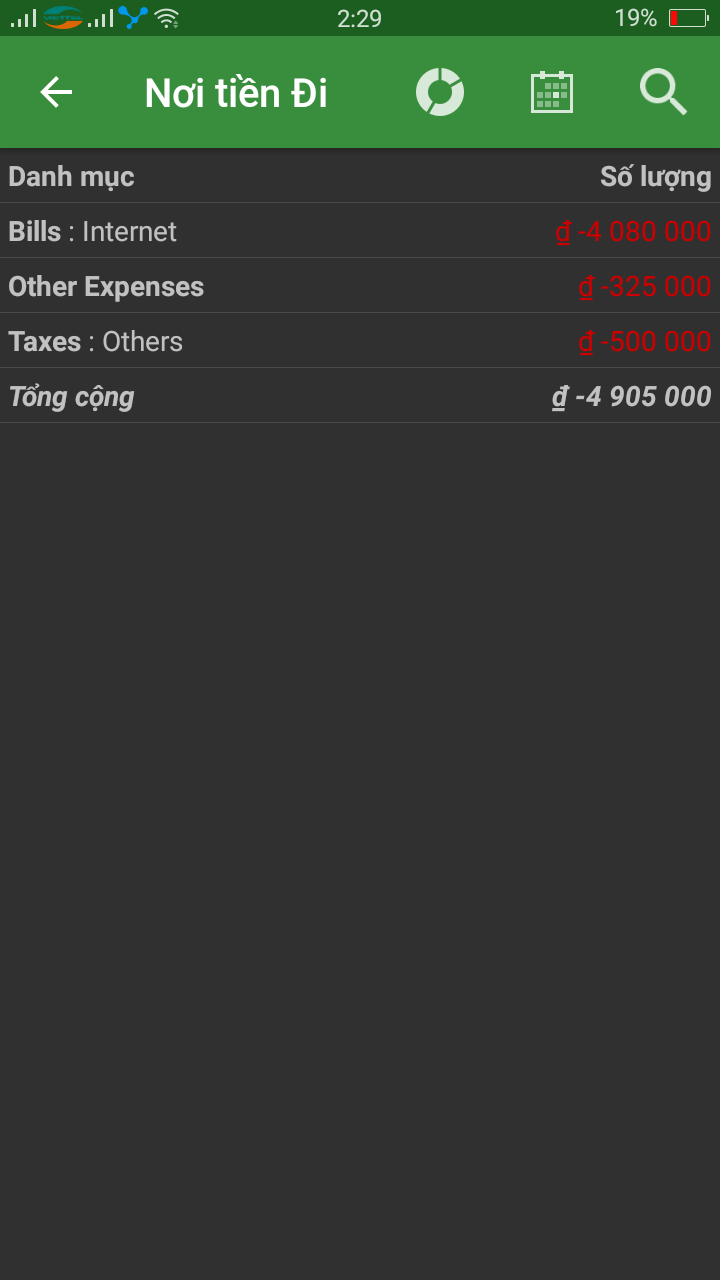 2:29 19%
Nơi tiền Đi
Danh mục Số lượng
Bills : Internet ₫ -4 080 000
Other Expenses ₫ -325 000
Taxes : Others ₫ -500 000
Tổng cộng ₫ -4 905 000